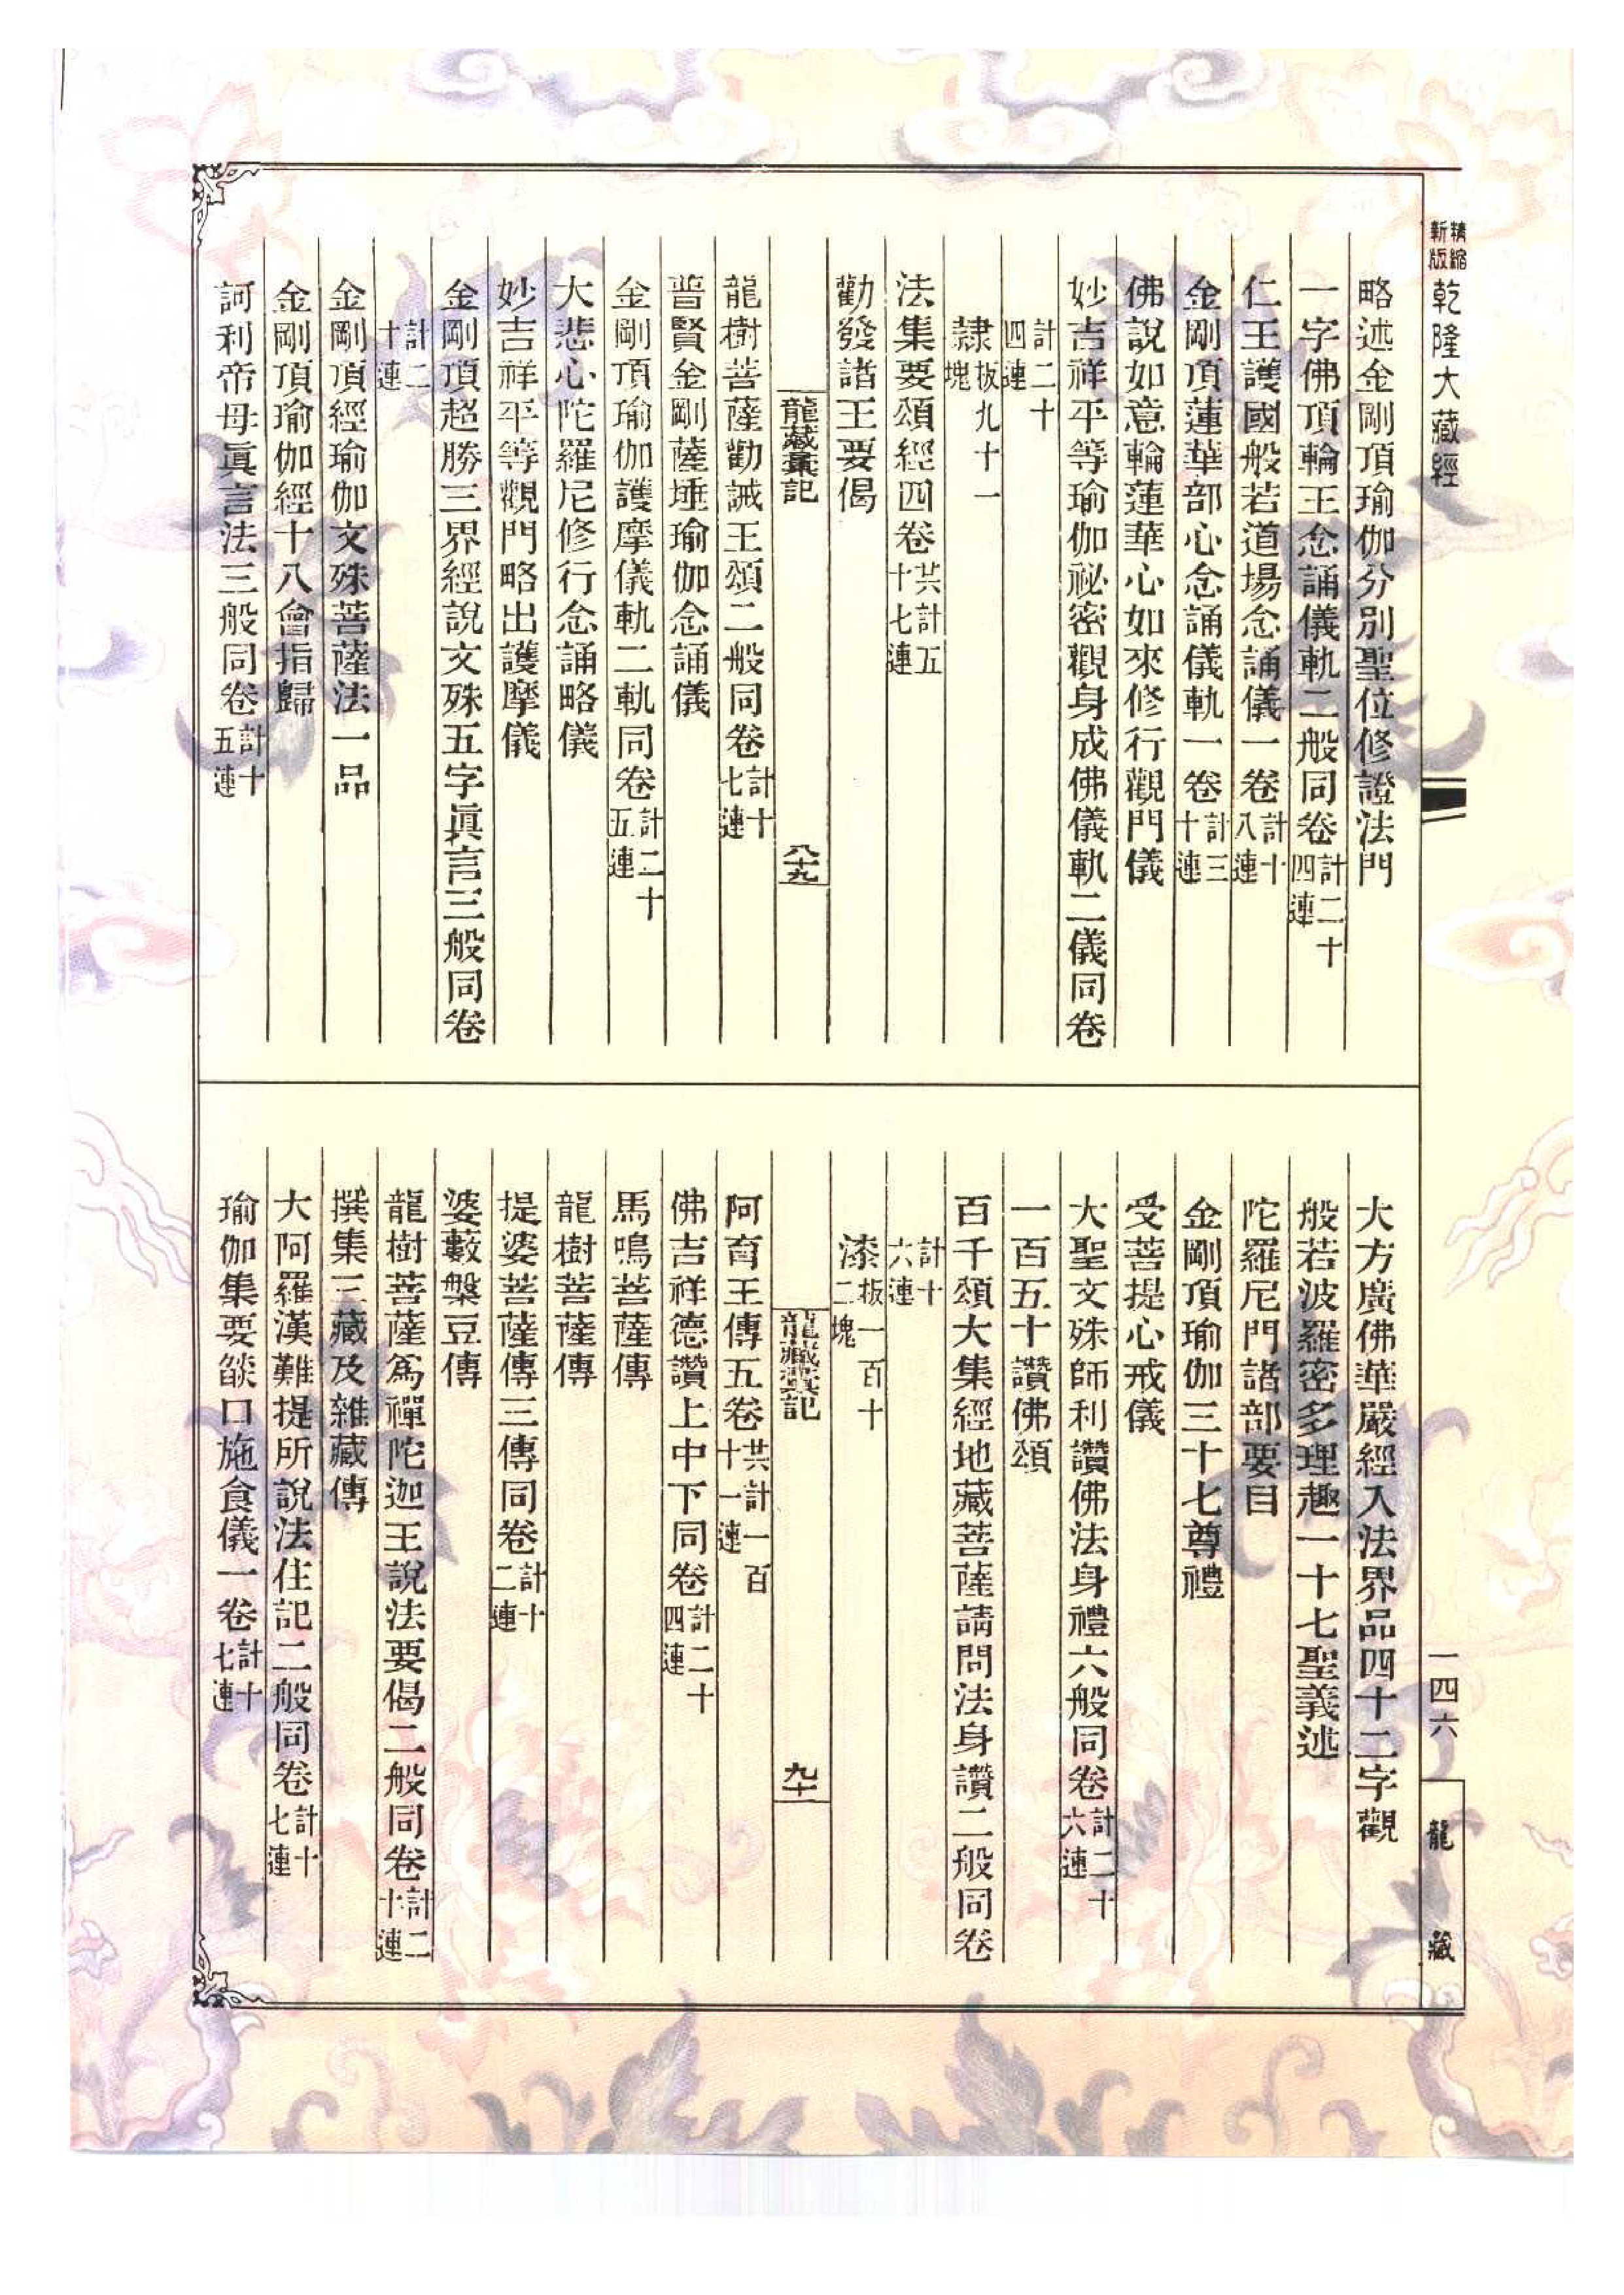 精縮新版乾隆大藏經
一四六
龍藏
略述金剛頂瑜伽分別聖位修證法門
一字佛頂輪王念誦儀軌二般同卷計二十四連
仁王護國般若道場念誦儀一卷計十八連
金剛頂蓮華部心念誦儀軌一卷計三十連
佛說如意輪蓮華心如來修行觀門儀
妙吉祥平等瑜伽祕密觀身成佛儀軌二儀同卷
計二十四連
隸板九十一塊
法集要頌經四卷共計五十七連
勸發諸王要偈
龍藏彙記 八十九
龍樹菩薩勸誡王頌二般同卷計十七連
普賢金剛薩埵瑜伽念誦儀
金剛頂瑜伽護摩儀軌二軌同卷計二十五連
大悲心陀羅尼修行念誦略儀
妙吉祥平等觀門略出護摩儀
金剛頂超勝三界經說文殊五字眞言三般同卷
計二十連
金剛頂經瑜伽文殊菩薩法一品
金剛頂瑜伽經十八會指歸
訶利帝母眞言法三般同卷計十五連
大方廣佛華嚴經入法界品四十二字觀
般若波羅密多理趣一十七聖義述
陀羅尼門諸部要目
金剛頂瑜伽三十七尊禮
受菩提心戒儀
大聖文殊師利讚佛法身禮六般同卷計二十六連
一百五十讚佛頌
百千頌大集經地藏菩薩請問法身讚二般同卷
計十六連
漆板一百十二塊
龍藏彙記 九十
阿育王傳五卷共計一百十一連
佛吉祥德讚上中下同卷計二十四連
馬鳴菩薩傳
龍樹菩薩傳
提婆菩薩傳三傳同卷計十二連
婆藪槃豆傳
龍樹菩薩爲禪陀迦王說法要偈二般同卷計二十連
撰集三藏及雜藏傳
大阿羅漢難提所說法住記二般同卷計十七連
瑜伽集要燄口施食儀一卷計十七連